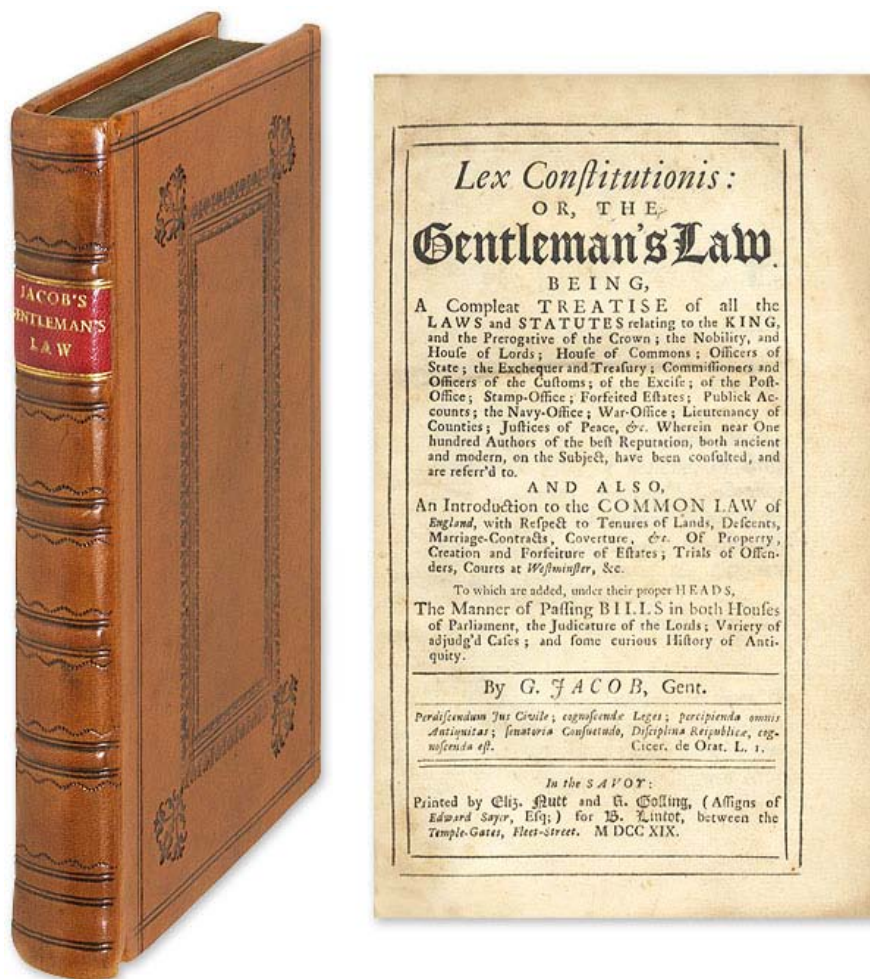 JACOB'S
GENTLEMAN'S
LAW
Lex Conſtitutionis:
OR, THE
Gentleman's Law.
BEING,
A Compleat TREATISE of all the
LAWS and STATUTES relating to the KING,
and the Prerogative of the Crown; the Nobility, and
Houſe of Lords; Houſe of Commons; Officers of
State; the Exchequer and Treaſury; Commiſſioners and
Officers of the Cuſtoms; of the Exciſe; of the Poſt-
Office; Stamp-Office; Forfeited Eſtates; Publick Ac-
counts; the Navy-Office; War-Office; Lieutenancy of
Counties; Juſtices of Peace, &c. Wherein near One
hundred Authors of the beſt Reputation, both ancient
and modern, on the Subject, have been conſulted, and
are referr'd to.
AND ALSO,
An Introduction to the COMMON LAW of
England, with Reſpect to Tenures of Lands, Deſcents,
Marriage-Contracts, Coverture, &c. Of Property,
Creation and Forfeiture of Eſtates; Trials of Offen-
ders, Courts at Weſtminſter, &c.
To which are added, under their proper HEADS,
The Manner of Paſſing BILLS in both Houſes
of Parliament, the Judicature of the Lords; Variety of
adjudg'd Caſes; and ſome curious Hiſtory of Anti-
quity.
By G. JACOB, Gent.
Perdiſcendum Jus Civile; cognoſcendæ Leges; percipienda omnis
Antiquitas; ſenatoria Conſuetudo, Diſciplina Reipublicæ, cog-
noſcenda eſt. Cicer. de Orat. L. 1.
In the SAVOY:
Printed by Eliz. Nutt and R. Goſling, (Aſſigns of
Edward Sayer, Eſq;) for B. Lintot, between the
Temple-Gates, Fleet-Street. M DCC XIX.